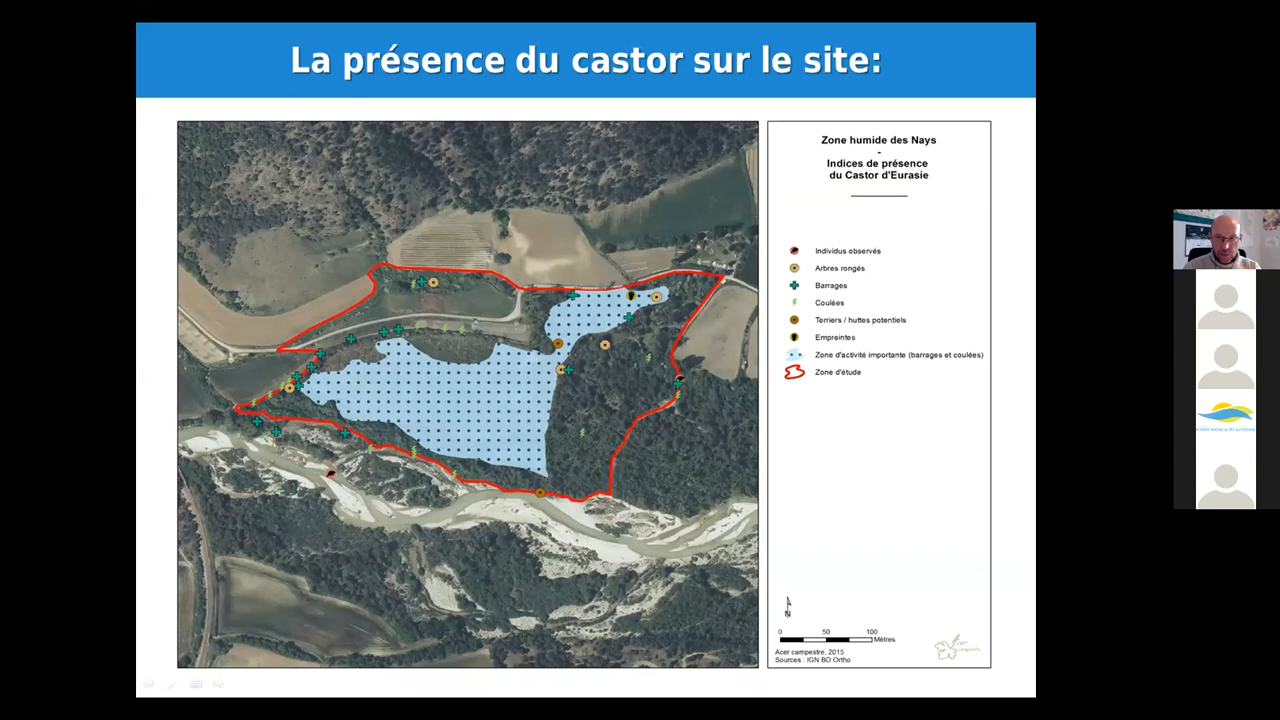 La présence du castor sur le site:
Zone humide des Nays
-
Indices de présence
du Castor d'Eurasie
Individus observés
Arbres rongés
Barrages
Coulées
Terriers / huttes potentiels
Empreintes
Zone d'activité importante (barrages et coulées)
Zone d'étude
N
0 50 100
Mètres
Acer campestre, 2015
Sources : IGN BD Ortho